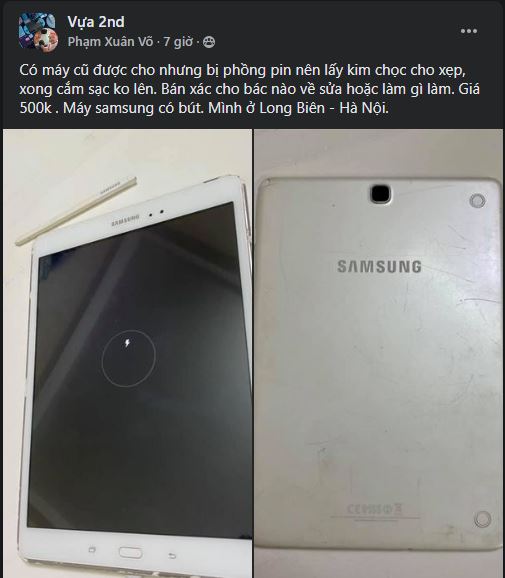 Vựa 2nd
Phạm Xuân Võ · 7 giờ ·
Có máy cũ được cho nhưng bị phồng pin nên lấy kim chọc cho xẹp,
xong cắm sạc ko lên. Bán xác cho bác nào về sửa hoặc làm gì làm. Giá
500k . Máy samsung có bút. Mình ở Long Biên - Hà Nội.
SAMSUNG
SAMSUNG
SAMSUNG